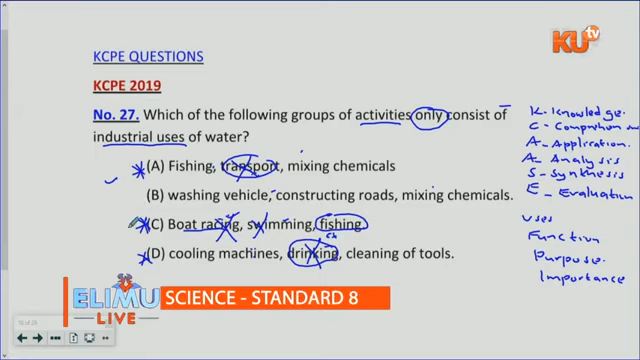 KU tv
KCPE QUESTIONS
KCPE 2019
No. 27. Which of the following groups of activities only consist of
industrial uses of water?
(A) Fishing, transport, mixing chemicals
(B) washing vehicle, constructing roads, mixing chemicals.
(C) Boat racing, swimming, fishing.
(D) cooling machines, drinking, cleaning of tools.
K- Knowledge
C- Comprehension
A- Application
A- Analysis
S- Synthesis
E- Evaluation
uses
Function
Purpose
Importance
ELIMU
LIVE
SCIENCE - STANDARD 8